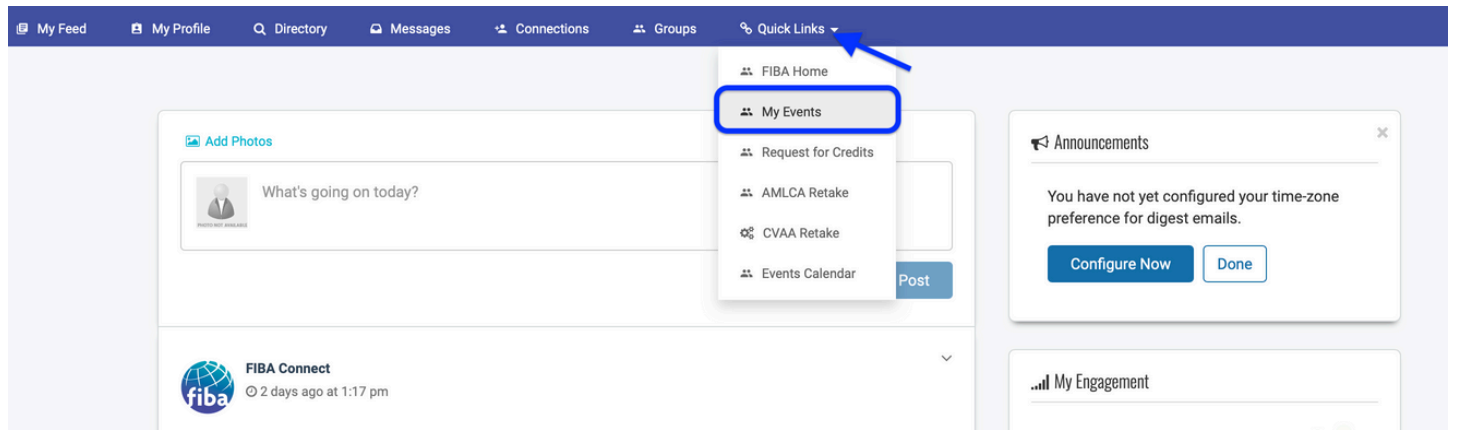 My Feed
My Profile
Directory
Messages
Connections
Groups
Quick Links
FIBA Home
My Events
Request for Credits
AMLCA Retake
CVAA Retake
Events Calendar
Add Photos
What's going on today?
PHOTO NOT AVAILABLE
Post
FIBA Connect
2 days ago at 1:17 pm
fiba
Announcements
You have not yet configured your time-zone
preference for digest emails.
Configure Now
Done
My Engagement